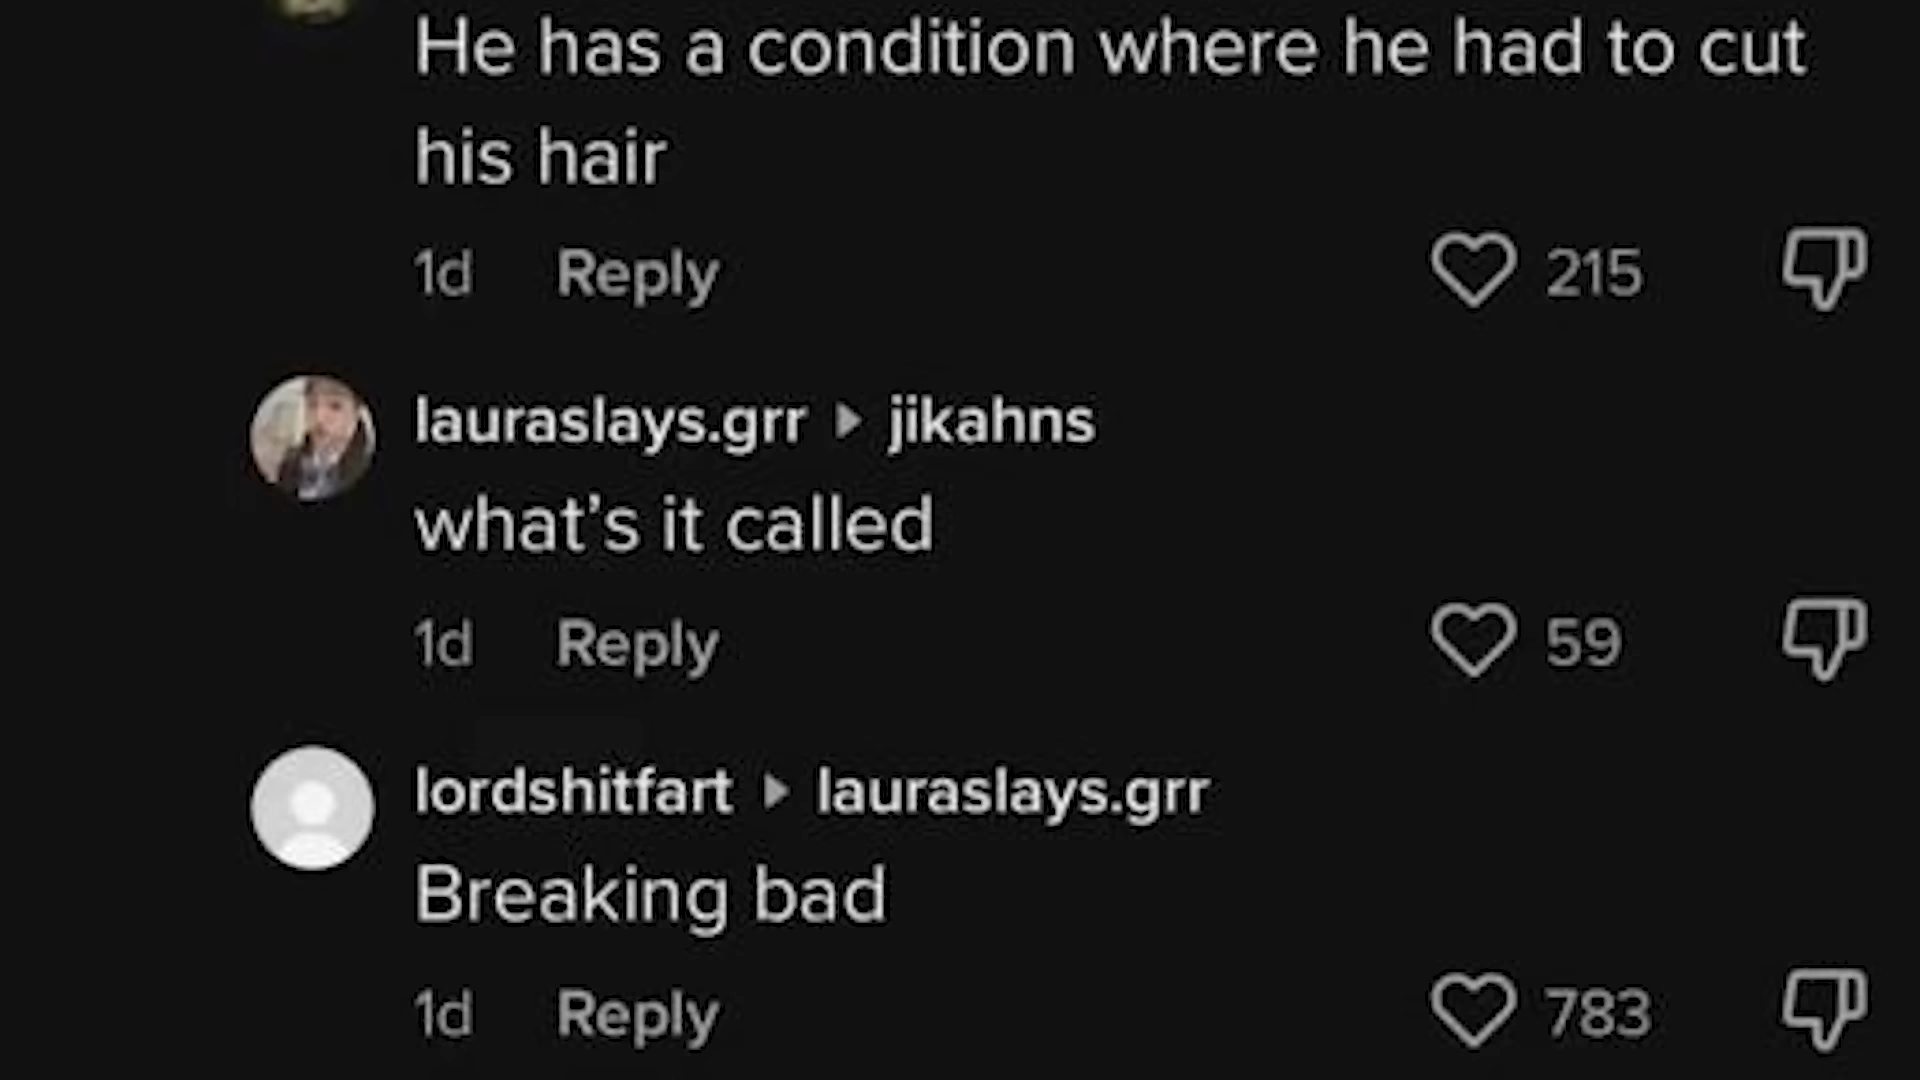 He has a condition where he had to cut
his hair
1d Reply 215
lauraslays.grr ▸ jikahns
what’s it called
1d Reply 59
lordshitfart ▸ lauraslays.grr
Breaking bad
1d Reply 783